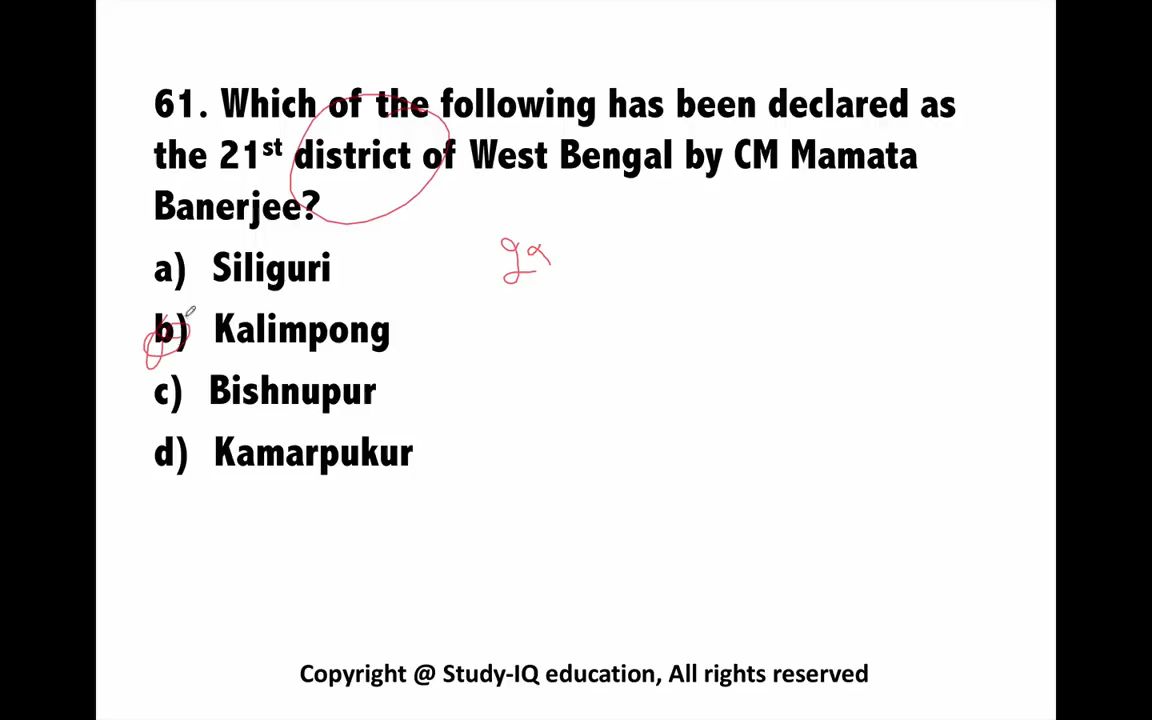 61. Which of the following has been declared as
the 21st district of West Bengal by CM Mamata
Banerjee?
a) Siliguri
b) Kalimpong
c) Bishnupur
d) Kamarpukur
Copyright @ Study-IQ education, All rights reserved